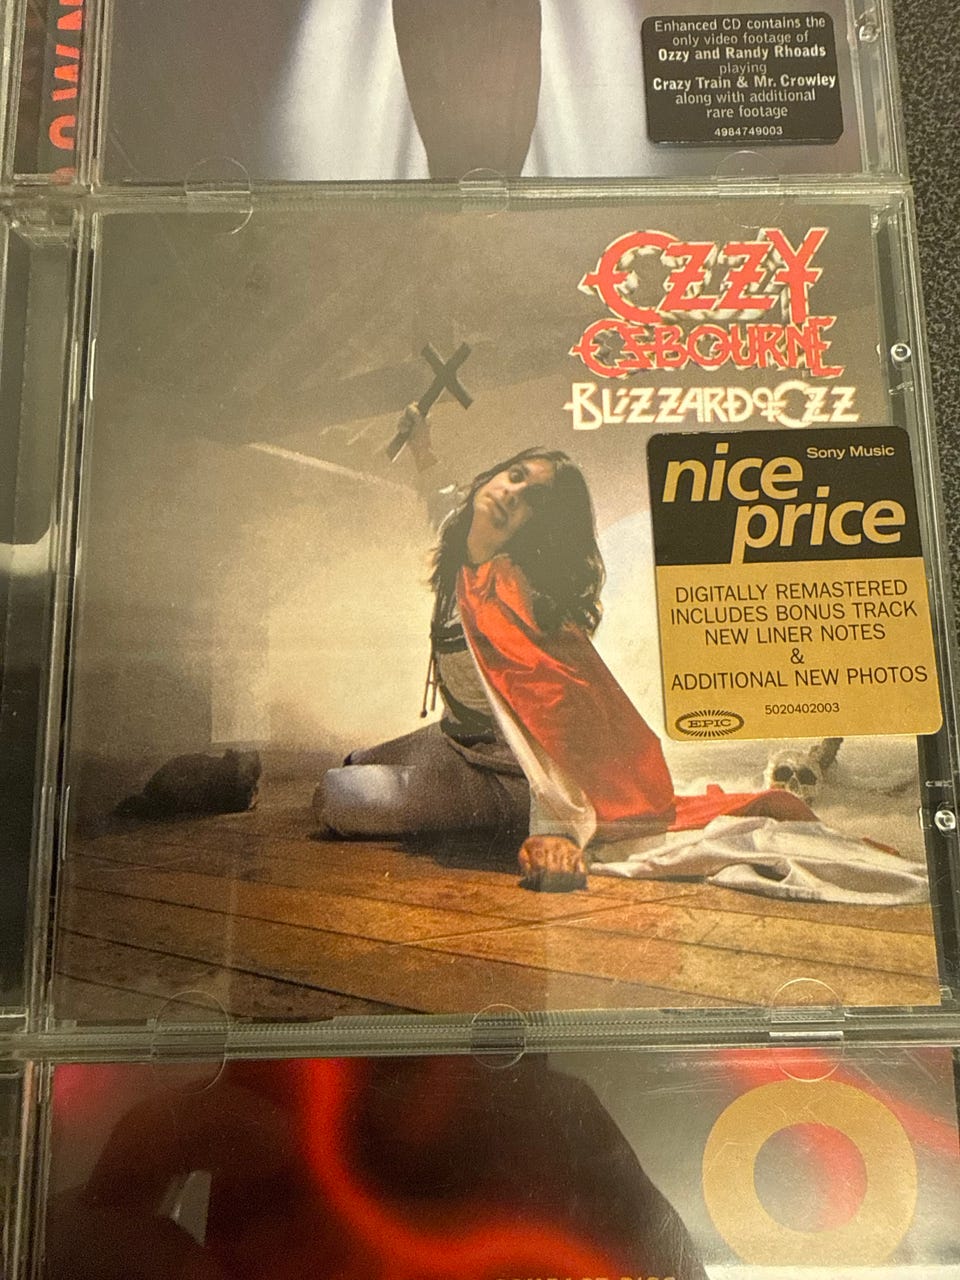 Enhanced CD contains the
only video footage of
Ozzy and Randy Rhoads
playing
Crazy Train & Mr. Crowley
along with additional
rare footage
4984749003
OZZY
OSBOURNE
BLIZZARD OF OZZ
Sony Music
nice
price
DIGITALLY REMASTERED
INCLUDES BONUS TRACK
NEW LINER NOTES
&
ADDITIONAL NEW PHOTOS
5020402003
EPIC